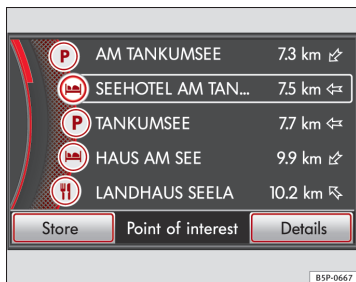 P AM TANKUMSEE 7.3 km
SEEHOTEL AM TAN... 7.5 km
P TANKUMSEE 7.7 km
HAUS AM SEE 9.9 km
LANDHAUS SEELA 10.2 km
Store Point of interest Details
B5P-0667